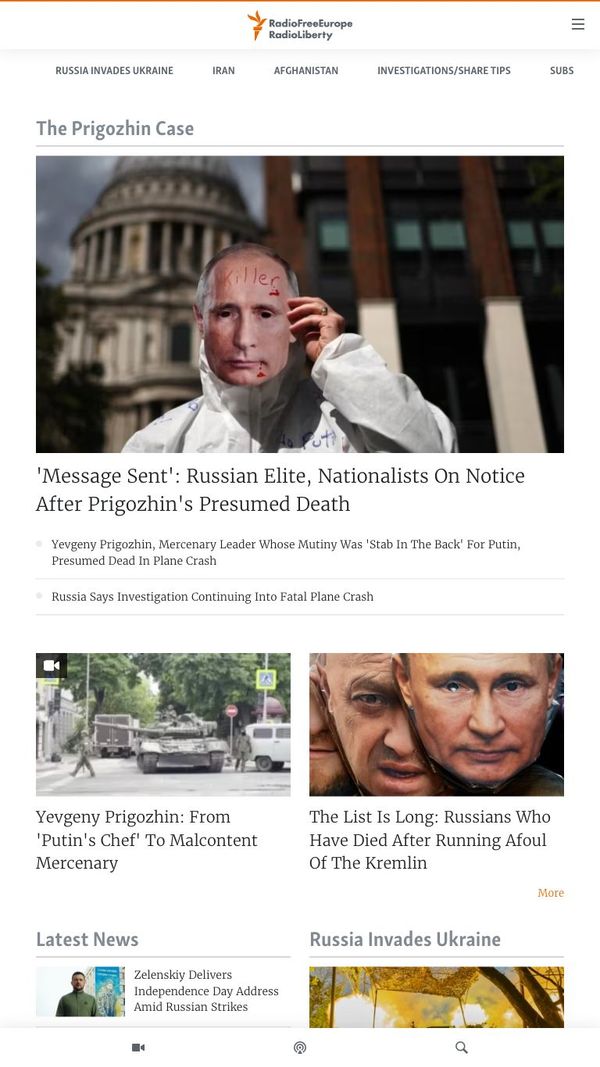 RadioFreeEurope
RadioLiberty
RUSSIA INVADES UKRAINE IRAN AFGHANISTAN INVESTIGATIONS/SHARE TIPS SUBS
The Prigozhin Case
Killer
'Message Sent': Russian Elite, Nationalists On Notice
After Prigozhin's Presumed Death
Yevgeny Prigozhin, Mercenary Leader Whose Mutiny Was 'Stab In The Back' For Putin,
Presumed Dead In Plane Crash
Russia Says Investigation Continuing Into Fatal Plane Crash
Yevgeny Prigozhin: From
'Putin's Chef' To Malcontent
Mercenary
The List Is Long: Russians Who
Have Died After Running Afoul
Of The Kremlin
More
Latest News
Zelenskiy Delivers
Independence Day Address
Amid Russian Strikes
Russia Invades Ukraine